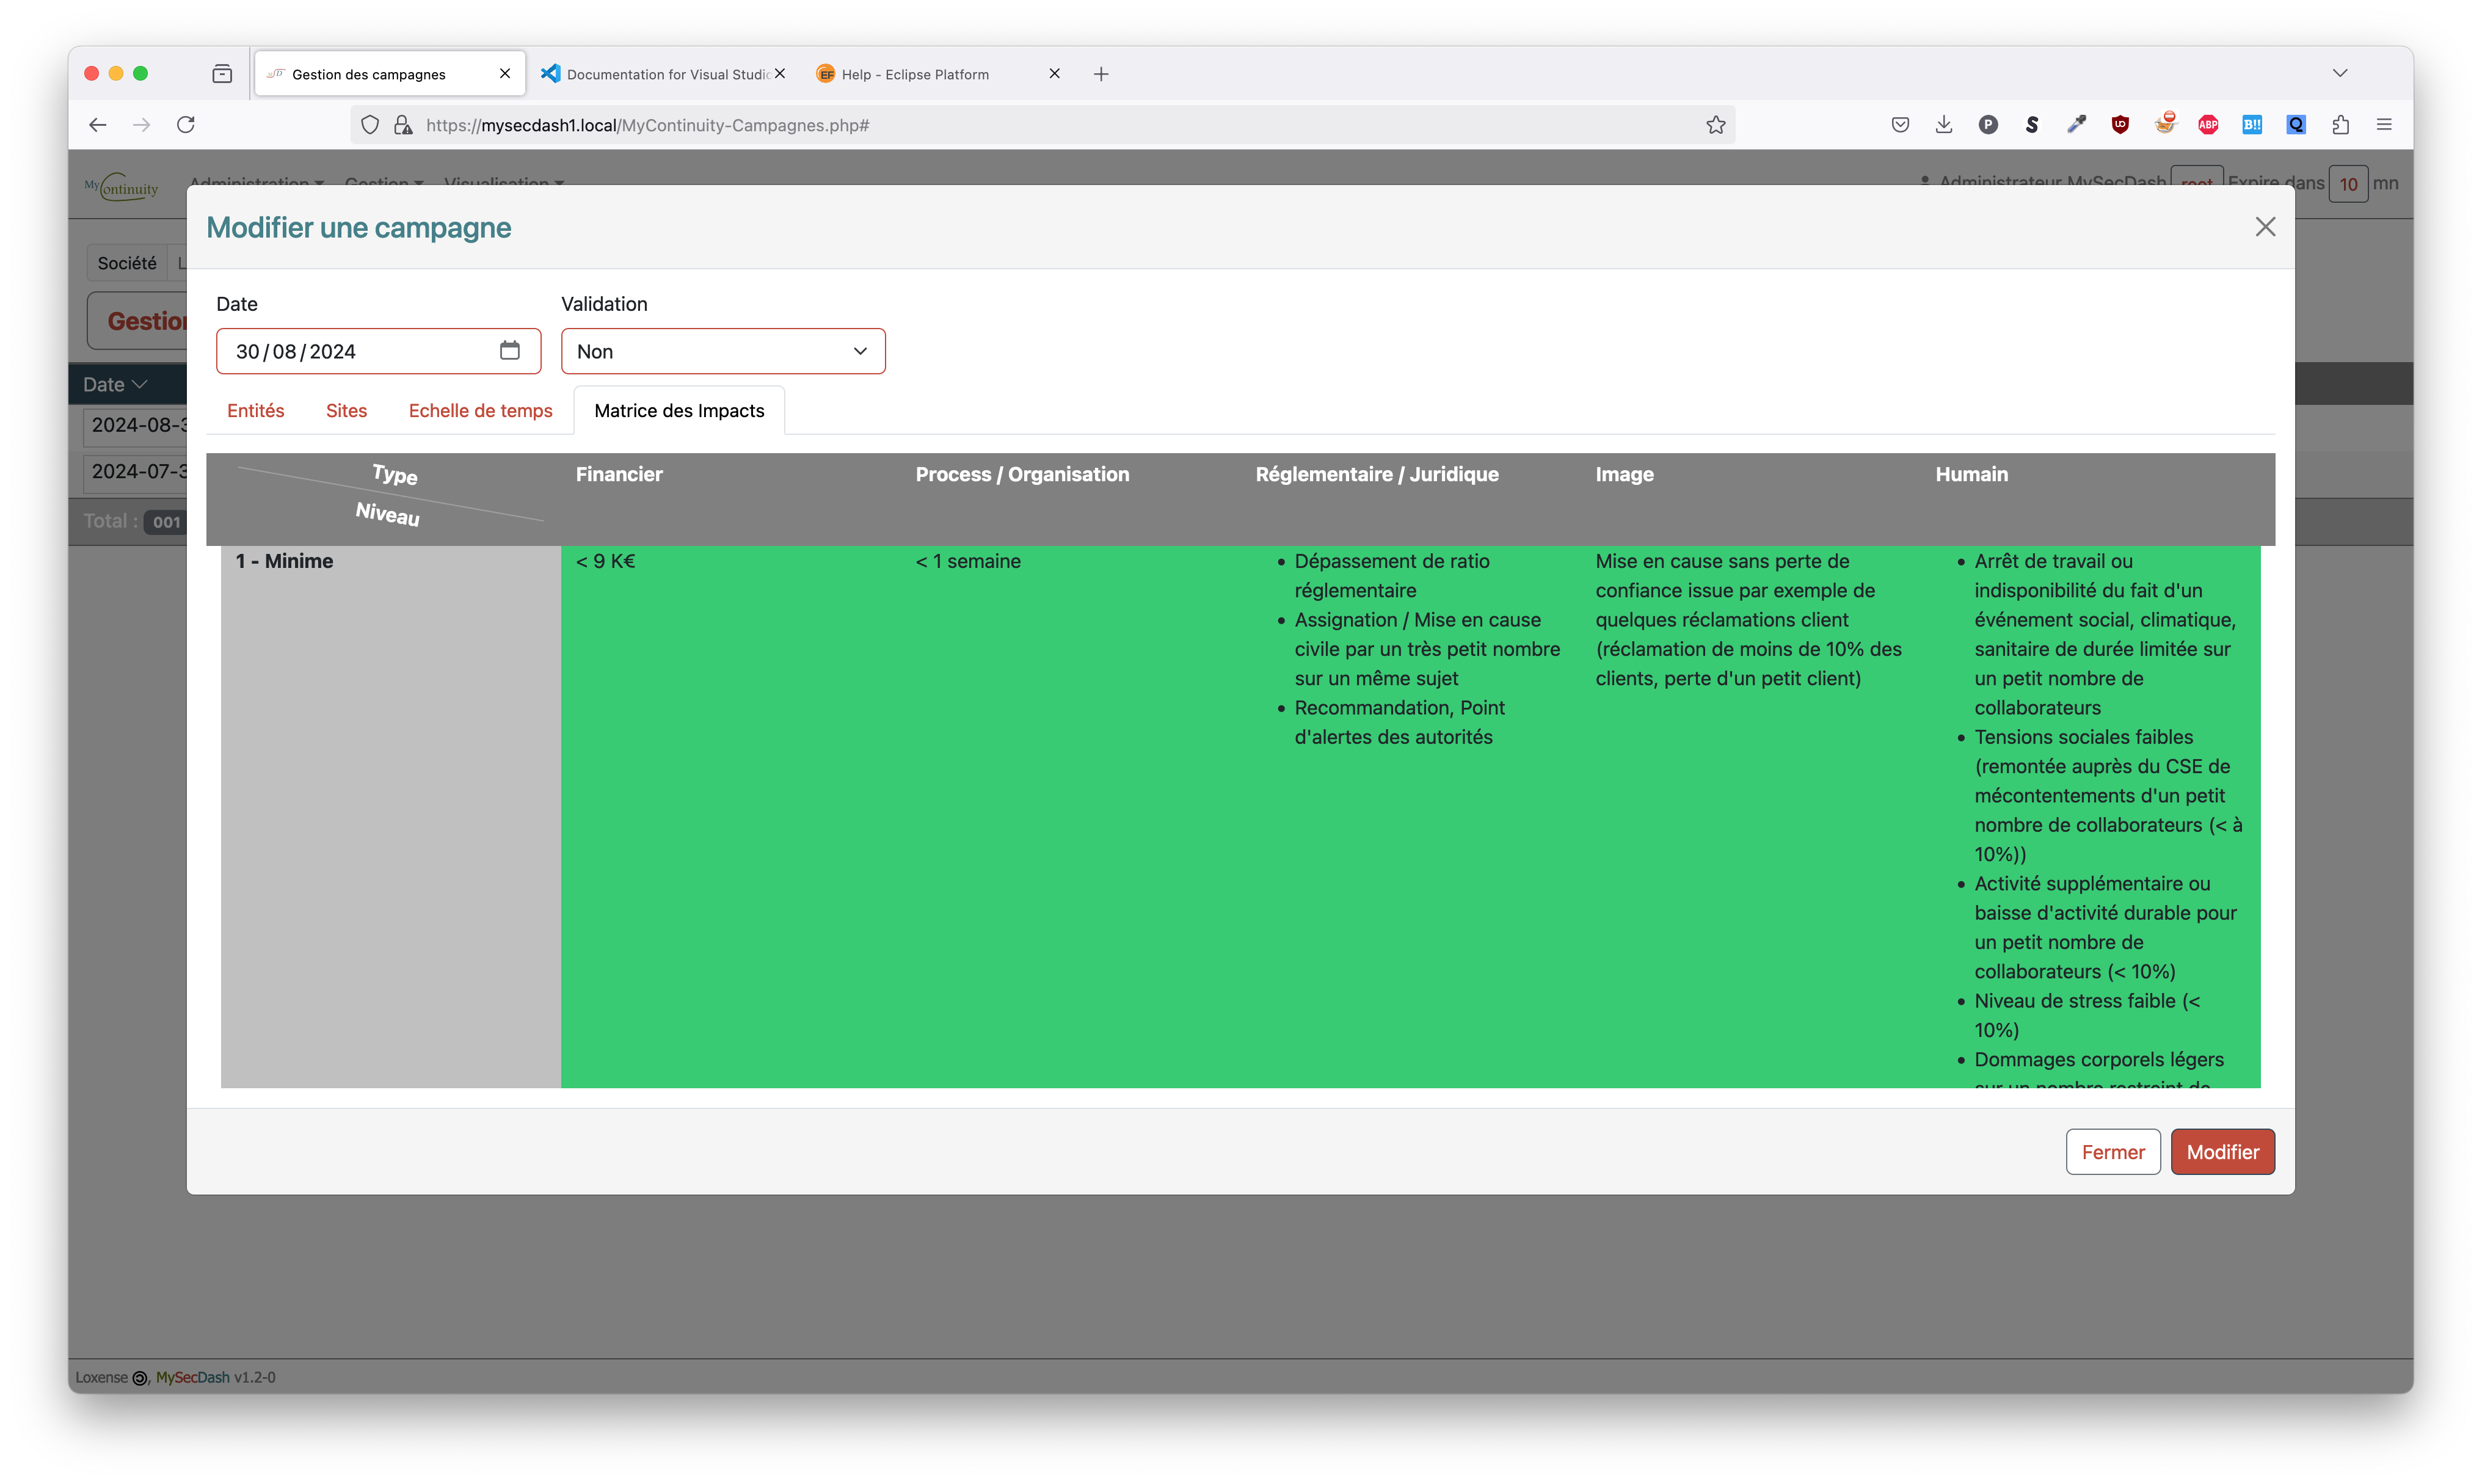 Gestion des campagnes
Documentation for Visual Studio
Help - Eclipse Platform
https://mysecdash1.local/MyContinuity-Campagnes.php#
MyContinuity
Administration
Gestion
Visualisation
Administrateur MySecDash
root
Expire dans
10
mn
Société
L
Gestion
Date
2024-08-3
2024-07-3
Total :
001
Modifier une campagne
Date
Validation
30/08/2024
Non
Entités
Sites
Echelle de temps
Matrice des Impacts
Type
Niveau
Financier
Process / Organisation
Réglementaire / Juridique
Image
Humain
1 - Minime
< 9 K€
< 1 semaine
Dépassement de ratio
réglementaire
Assignation / Mise en cause
civile par un très petit nombre
sur un même sujet
Recommandation, Point
d'alertes des autorités
Mise en cause sans perte de
confiance issue par exemple de
quelques réclamations client
(réclamation de moins de 10% des
clients, perte d'un petit client)
Arrêt de travail ou
indisponibilité du fait d'un
événement social, climatique,
sanitaire de durée limitée sur
un petit nombre de
collaborateurs
Tensions sociales faibles
(remontée auprès du CSE de
mécontentements d'un petit
nombre de collaborateurs (< à
10%))
Activité supplémentaire ou
baisse d'activité durable pour
un petit nombre de
collaborateurs (< 10%)
Niveau de stress faible (<
10%)
Dommages corporels légers
sur un nombre restreint de
Fermer
Modifier
Loxense , MySecDash v1.2-0